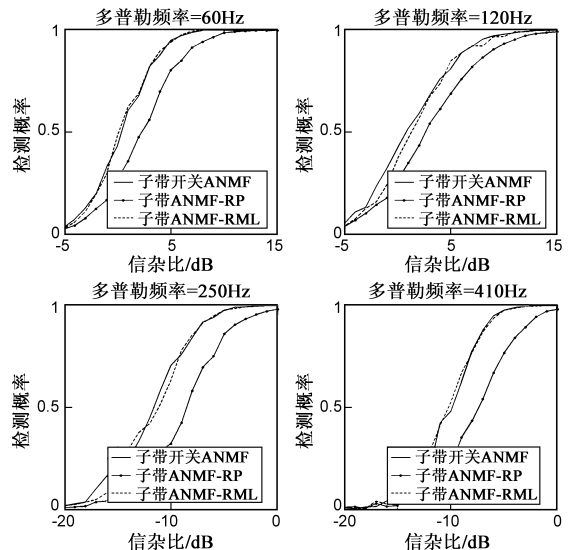 多普勒频率=60Hz
检测概率
1
0.5
0
子带开关ANMF
子带ANMF-RP
子带ANMF-RML
-5
5
15
信杂比/dB
多普勒频率=120Hz
检测概率
1
0.5
0
子带开关ANMF
子带ANMF-RP
子带ANMF-RML
-5
5
15
信杂比/dB
多普勒频率=250Hz
检测概率
1
0.5
0
子带开关ANMF
子带ANMF-RP
子带ANMF-RML
-20
-10
0
信杂比/dB
多普勒频率=410Hz
检测概率
1
0.5
0
子带开关ANMF
子带ANMF-RP
子带ANMF-RML
-20
-10
0
信杂比/dB